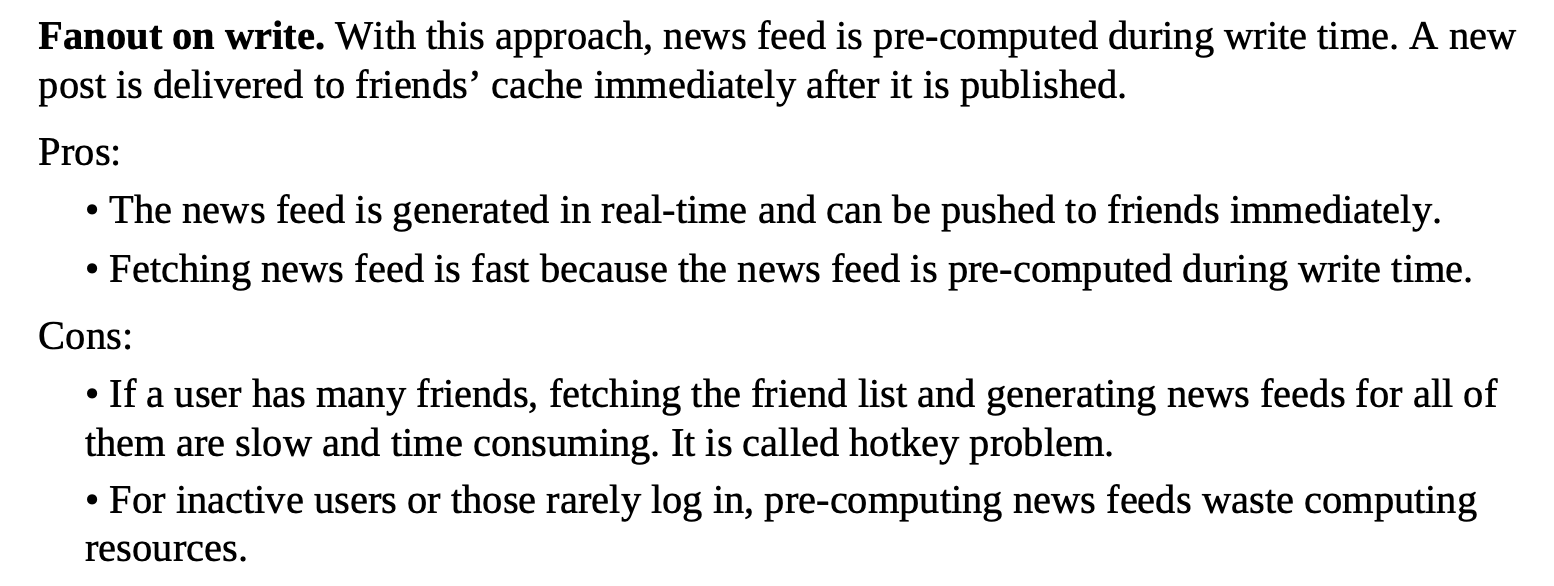 Fanout on write. With this approach, news feed is pre-computed during write time. A new
post is delivered to friends’ cache immediately after it is published.
Pros:
• The news feed is generated in real-time and can be pushed to friends immediately.
• Fetching news feed is fast because the news feed is pre-computed during write time.
Cons:
• If a user has many friends, fetching the friend list and generating news feeds for all of
them are slow and time consuming. It is called hotkey problem.
• For inactive users or those rarely log in, pre-computing news feeds waste computing
resources.